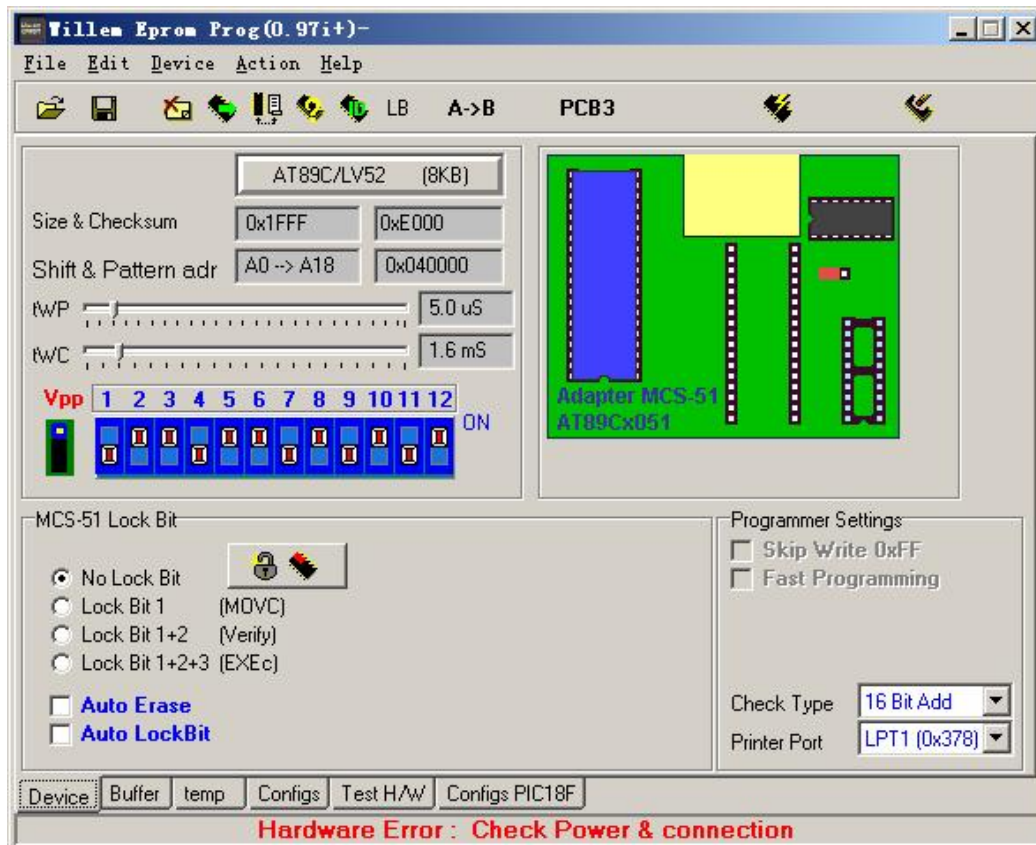 Willem Eprom Prog(0.97i+)-
File Edit Device Action Help
LB A->B PCB3
AT89C/LV52 (8KB)
Size & Checksum 0x1FFF 0xE000
Shift & Pattern adr A0 --> A18 0x040000
tWP 5.0 uS
tWC 1.6 mS
Vpp 1 2 3 4 5 6 7 8 9 10 11 12
ON
Adapter MCS-51
AT89Cx051
MCS-51 Lock Bit
No Lock Bit
Lock Bit 1 (MOVC)
Lock Bit 1+2 (Verify)
Lock Bit 1+2+3 (EXEc)
Auto Erase
Auto LockBit
Programmer Settings
Skip Write 0xFF
Fast Programming
Check Type 16 Bit Add
Printer Port LPT1 (0x378)
Device Buffer temp Configs Test H/W Configs PIC18F
Hardware Error : Check Power & connection